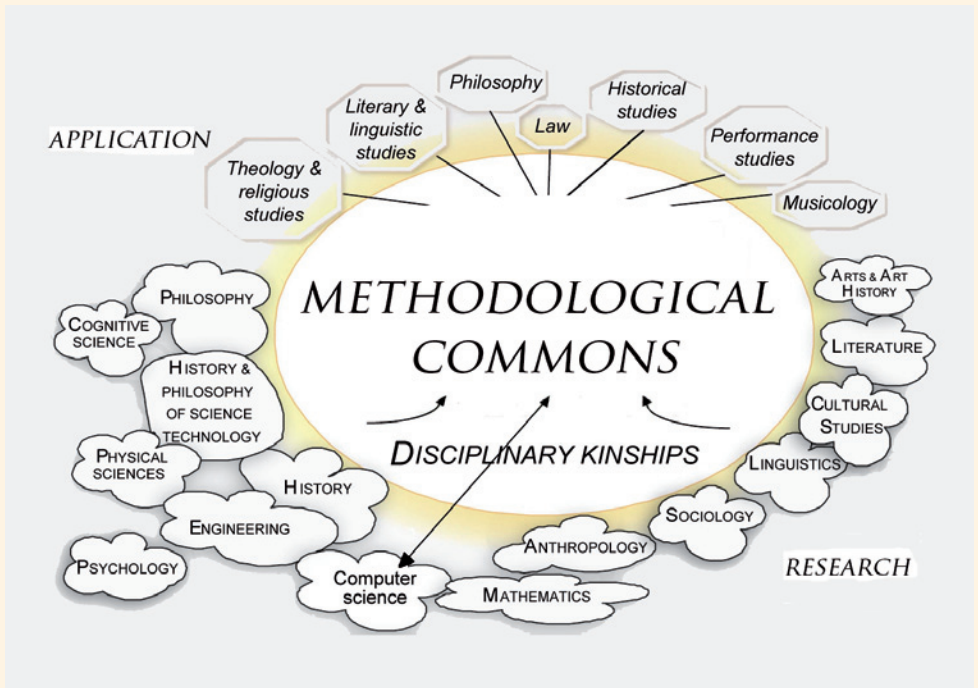 APPLICATION
Theology &
religious
studies
Literary &
linguistic
studies
Philosophy
Law
Historical
studies
Performance
studies
Musicology
METHODOLOGICAL
COMMONS
DISCIPLINARY KINSHIPS
PHILOSOPHY
COGNITIVE
SCIENCE
HISTORY &
PHILOSOPHY
OF SCIENCE
TECHNOLOGY
PHYSICAL
SCIENCES
HISTORY
ENGINEERING
PSYCHOLOGY
Computer
science
MATHEMATICS
ANTHROPOLOGY
SOCIOLOGY
LINGUISTICS
CULTURAL
STUDIES
LITERATURE
ARTS & ART
HISTORY
RESEARCH